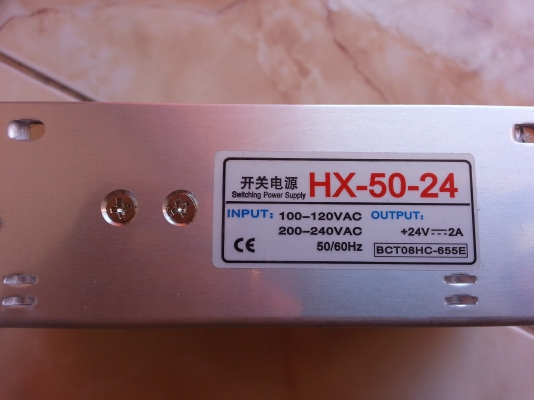 开关电源 HX-50-24
Switching Power Supply
INPUT: 100-120VAC OUTPUT:
200-240VAC +24V⎓2A
CE 50/60Hz BCT08HC-655E